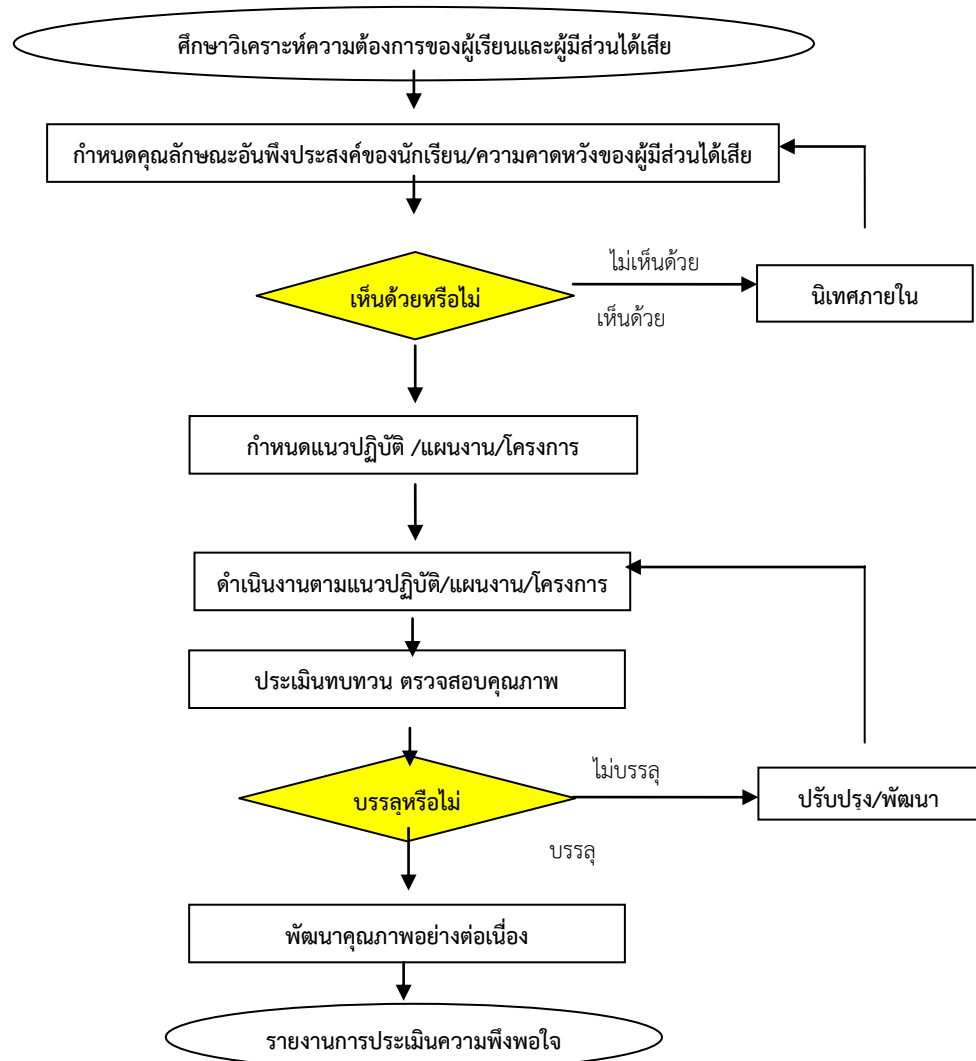 ศึกษาวิเคราะห์ความต้องการของผู้เรียนและผู้มีส่วนได้เสีย
กำหนดคุณลักษณะอันพึงประสงค์ของนักเรียน/ความคาดหวังของผู้มีส่วนได้เสีย
ไม่เห็นด้วย
เห็นด้วยหรือไม่
นิเทศภายใน
เห็นด้วย
กำหนดแนวปฏิบัติ /แผนงาน/โครงการ
ดำเนินงานตามแนวปฏิบัติ/แผนงาน/โครงการ
ประเมินทบทวน ตรวจสอบคุณภาพ
ไม่บรรลุ
บรรลุหรือไม่
ปรับปรุง/พัฒนา
บรรลุ
พัฒนาคุณภาพอย่างต่อเนื่อง
รายงานการประเมินความพึงพอใจ